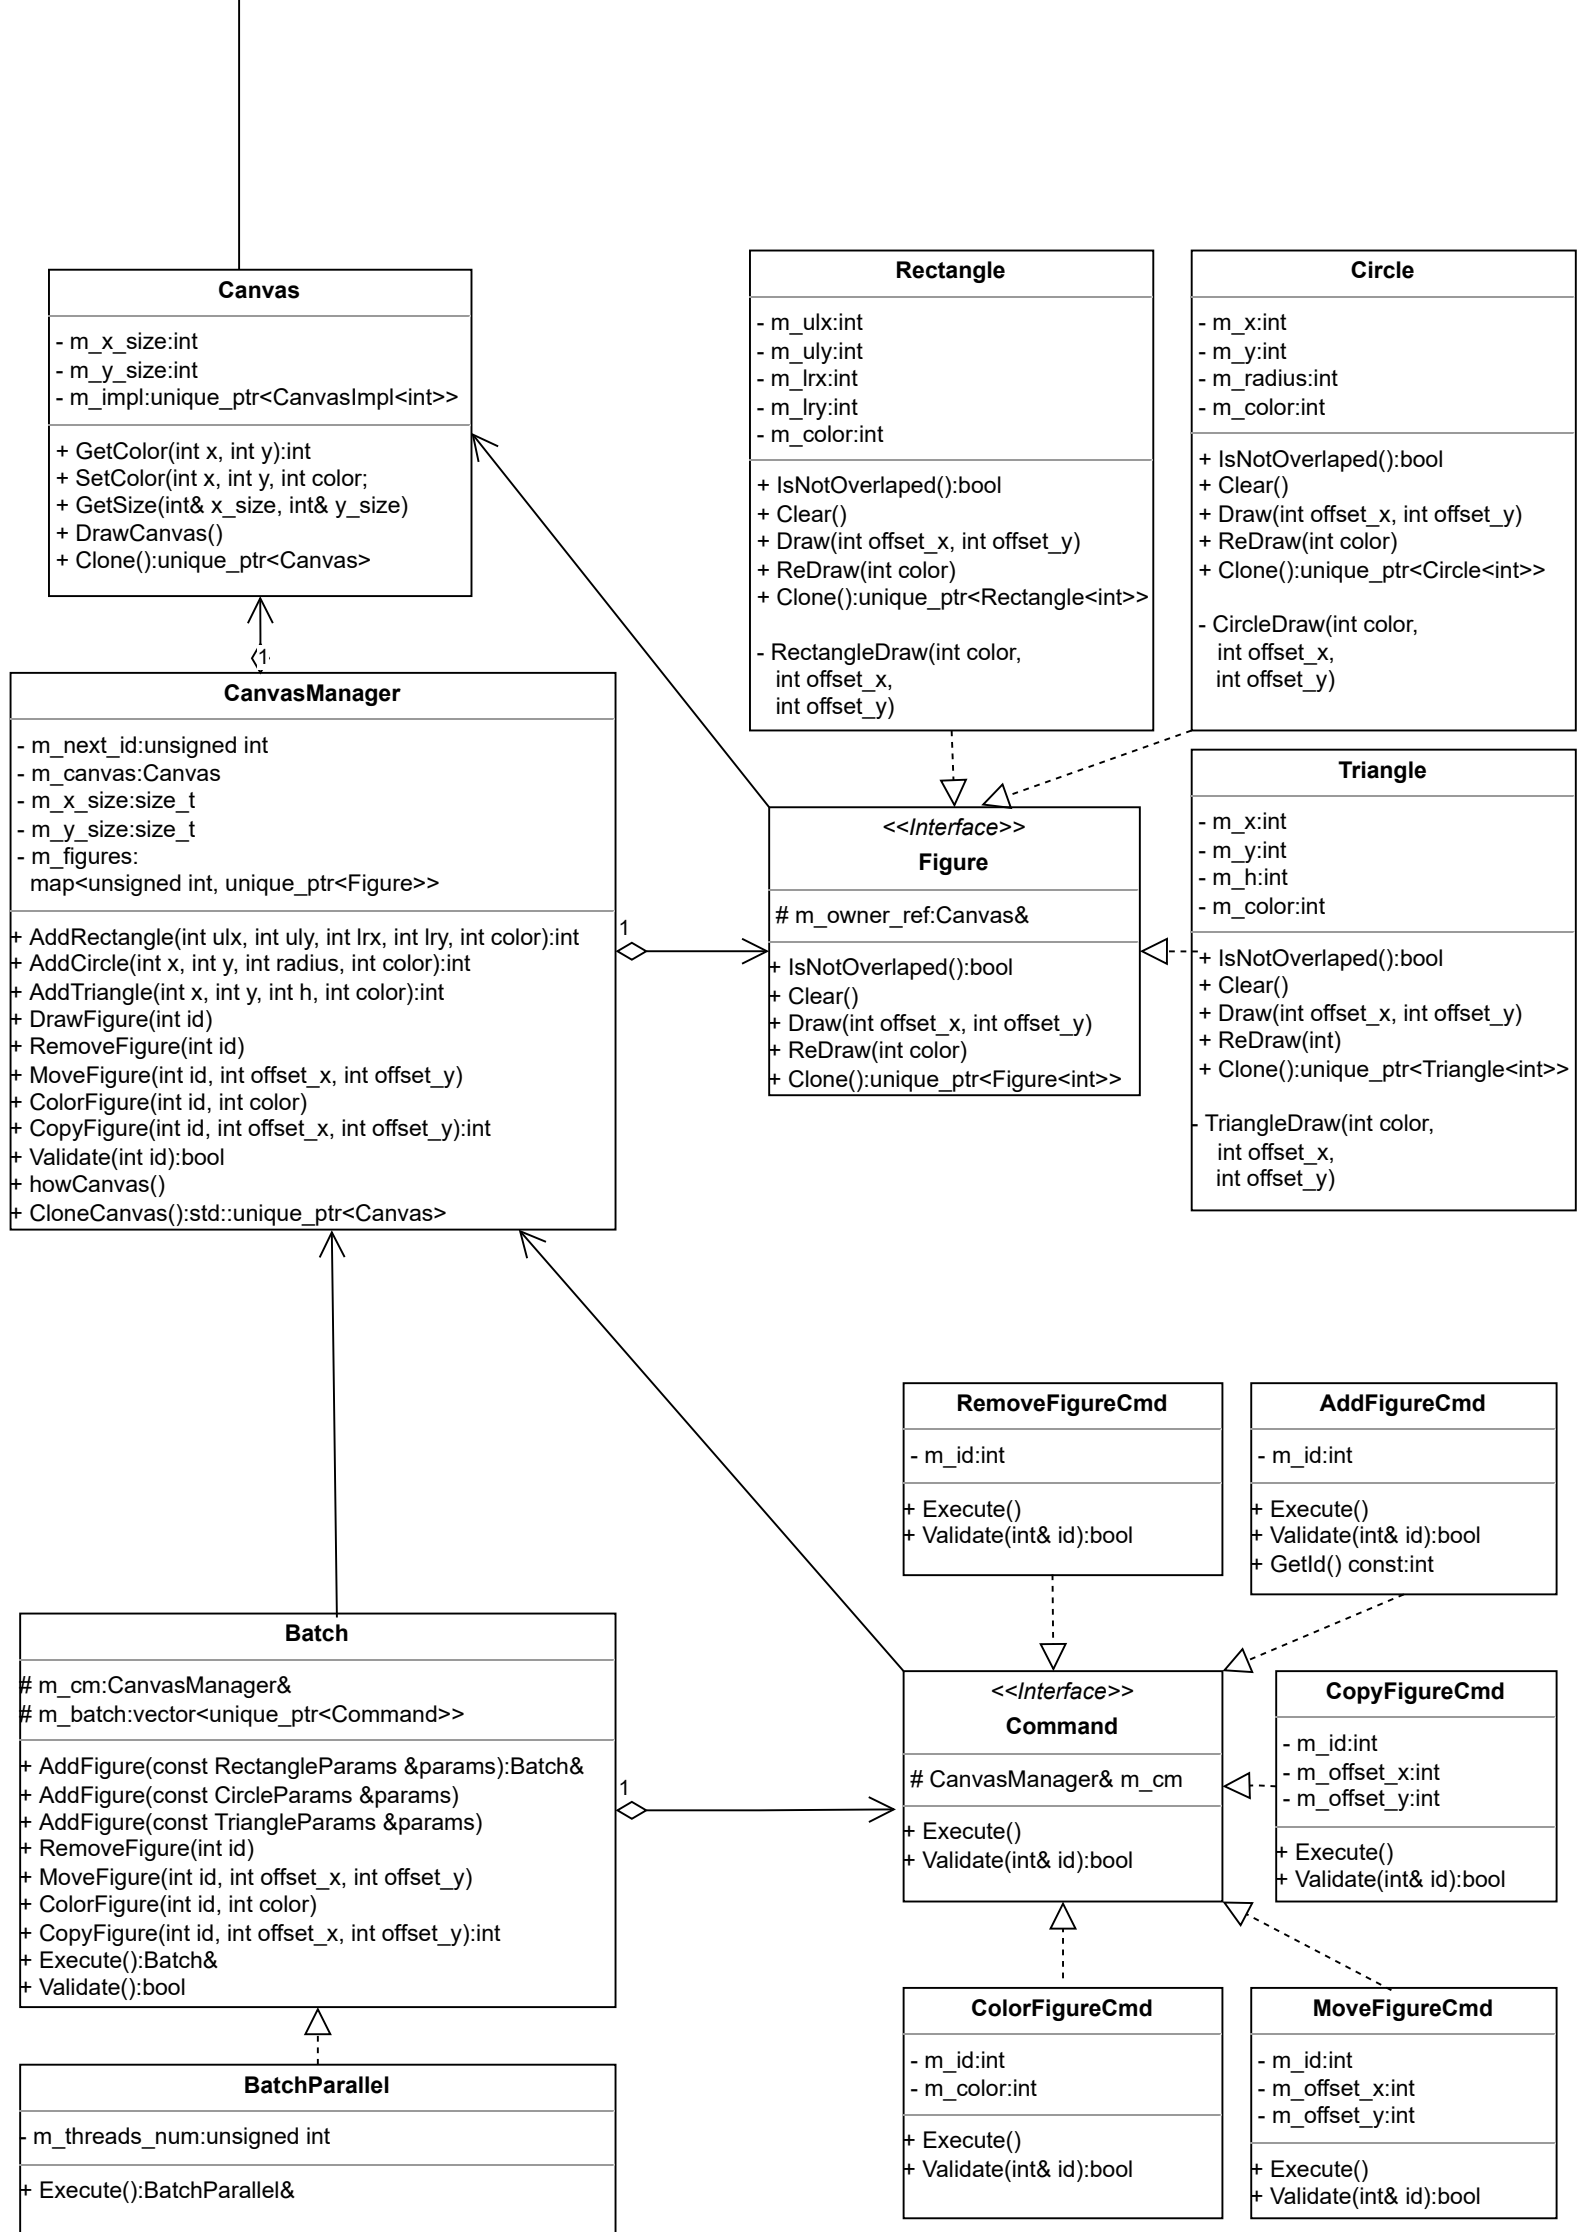 Canvas
- m_x_size:int
- m_y_size:int
- m_impl:unique_ptr<CanvasImpl<int>>
+ GetColor(int x, int y):int
+ SetColor(int x, int y, int color;
+ GetSize(int& x_size, int& y_size)
+ DrawCanvas()
+ Clone():unique_ptr<Canvas>
1
Rectangle
- m_ulx:int
- m_uly:int
- m_lrx:int
- m_lry:int
- m_color:int
+ IsNotOverlaped():bool
+ Clear()
+ Draw(int offset_x, int offset_y)
+ ReDraw(int color)
+ Clone():unique_ptr<Rectangle<int>>
- RectangleDraw(int color,
int offset_x,
int offset_y)
Circle
- m_x:int
- m_y:int
- m_radius:int
- m_color:int
+ IsNotOverlaped():bool
+ Clear()
+ Draw(int offset_x, int offset_y)
+ ReDraw(int color)
+ Clone():unique_ptr<Circle<int>>
- CircleDraw(int color,
int offset_x,
int offset_y)
CanvasManager
- m_next_id:unsigned int
- m_canvas:Canvas
- m_x_size:size_t
- m_y_size:size_t
- m_figures:
map<unsigned int, unique_ptr<Figure>>
+ AddRectangle(int ulx, int uly, int lrx, int lry, int color):int
+ AddCircle(int x, int y, int radius, int color):int
+ AddTriangle(int x, int y, int h, int color):int
+ DrawFigure(int id)
+ RemoveFigure(int id)
+ MoveFigure(int id, int offset_x, int offset_y)
+ ColorFigure(int id, int color)
+ CopyFigure(int id, int offset_x, int offset_y):int
+ Validate(int id):bool
+ howCanvas()
+ CloneCanvas():std::unique_ptr<Canvas>
1
<<Interface>>
Figure
# m_owner_ref:Canvas&
+ IsNotOverlaped():bool
+ Clear()
+ Draw(int offset_x, int offset_y)
+ ReDraw(int color)
+ Clone():unique_ptr<Figure<int>>
Triangle
- m_x:int
- m_y:int
- m_h:int
- m_color:int
+ IsNotOverlaped():bool
+ Clear()
+ Draw(int offset_x, int offset_y)
+ ReDraw(int)
+ Clone():unique_ptr<Triangle<int>>
- TriangleDraw(int color,
int offset_x,
int offset_y)
RemoveFigureCmd
- m_id:int
+ Execute()
+ Validate(int& id):bool
AddFigureCmd
- m_id:int
+ Execute()
+ Validate(int& id):bool
+ GetId() const:int
Batch
# m_cm:CanvasManager&
# m_batch:vector<unique_ptr<Command>>
+ AddFigure(const RectangleParams &params):Batch&
+ AddFigure(const CircleParams &params)
+ AddFigure(const TriangleParams &params)
+ RemoveFigure(int id)
+ MoveFigure(int id, int offset_x, int offset_y)
+ ColorFigure(int id, int color)
+ CopyFigure(int id, int offset_x, int offset_y):int
+ Execute():Batch&
+ Validate():bool
1
<<Interface>>
Command
# CanvasManager& m_cm
+ Execute()
+ Validate(int& id):bool
CopyFigureCmd
- m_id:int
- m_offset_x:int
- m_offset_y:int
+ Execute()
+ Validate(int& id):bool
BatchParallel
- m_threads_num:unsigned int
+ Execute():BatchParallel&
ColorFigureCmd
- m_id:int
- m_color:int
+ Execute()
+ Validate(int& id):bool
MoveFigureCmd
- m_id:int
- m_offset_x:int
- m_offset_y:int
+ Execute()
+ Validate(int& id):bool